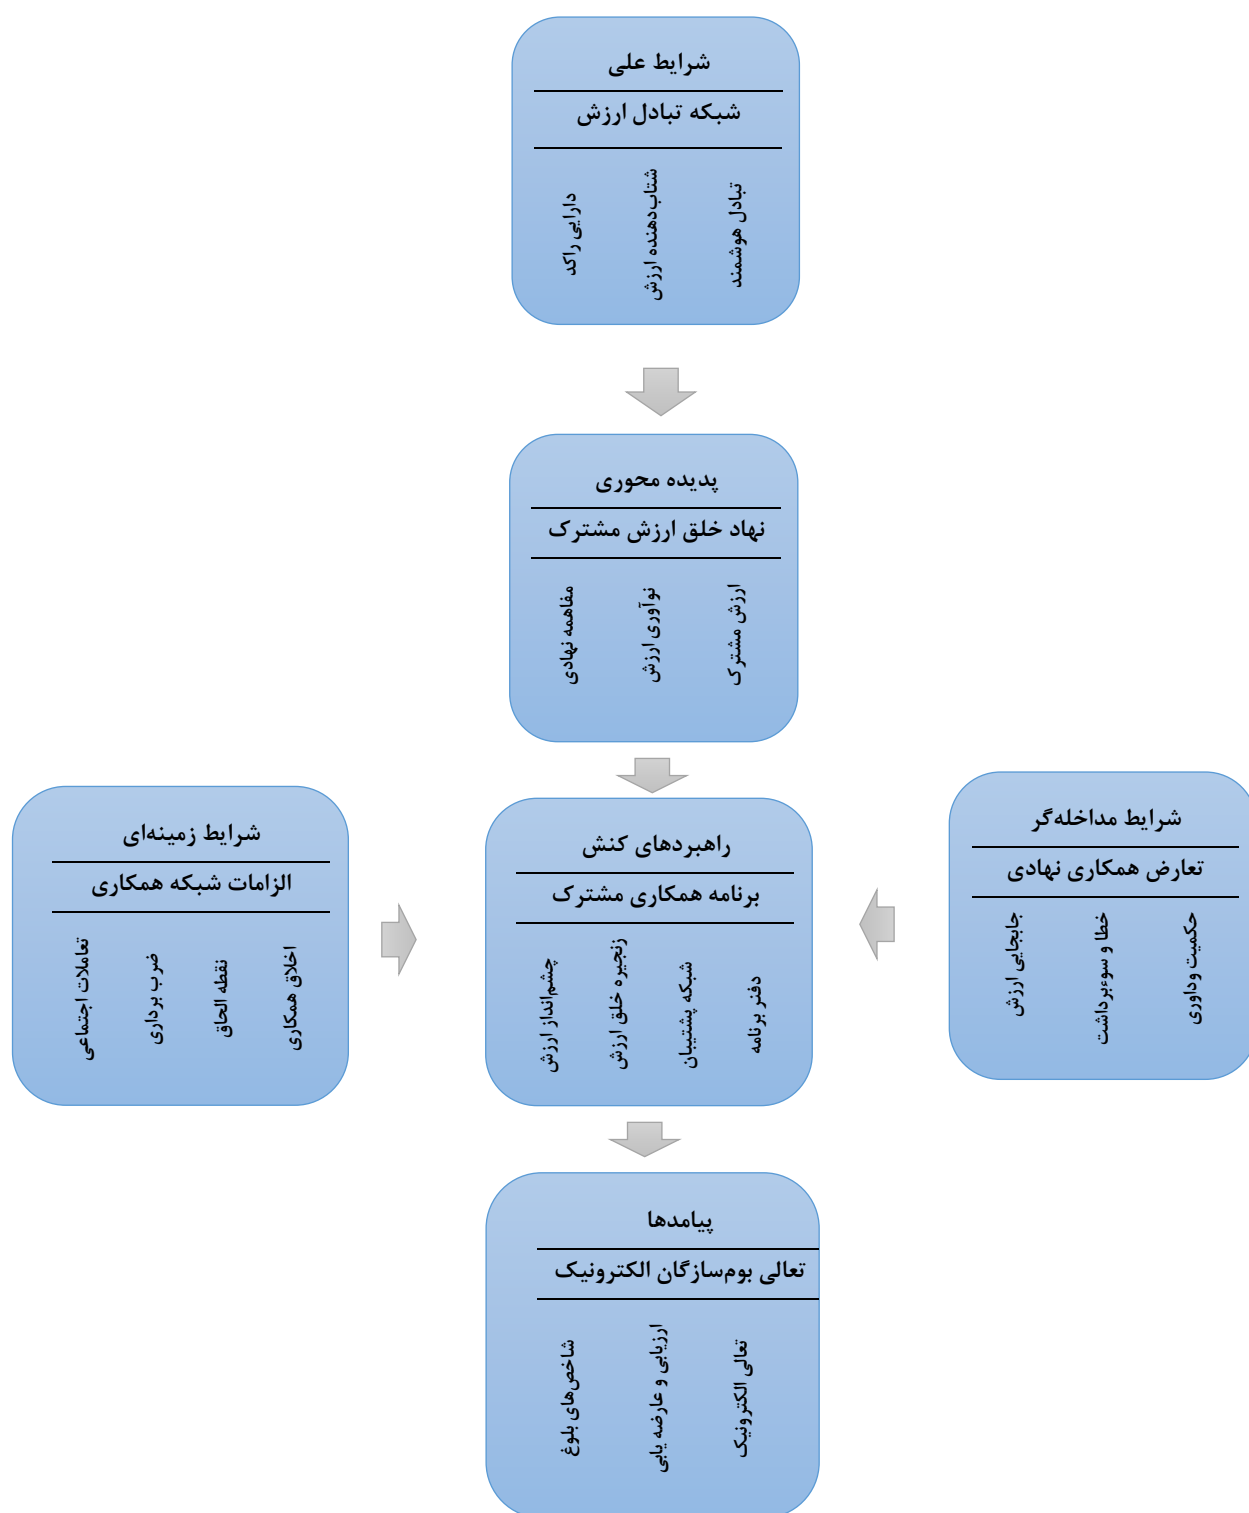 شرایط علی
شبکه تبادل ارزش
تبادل هوشمند
شتاب‌دهنده ارزش
دارایی راکد
پدیده محوری
نهاد خلق ارزش مشترک
ارزش مشترک
نوآوری ارزش
مفاهمه نهادی
شرایط مداخله‌گر
تعارض همکاری نهادی
حکمیت وداوری
خطا و سوءبرداشت
جابجایی ارزش
راهبردهای کنش
برنامه همکاری مشترک
دفتر برنامه
شبکه پشتیبان
زنجیره خلق ارزش
چشم‌انداز ارزش
شرایط زمینه‌ای
الزامات شبکه همکاری
اخلاق همکاری
نقطه الحاق
ضرب برداری
تعاملات اجتماعی
پیامدها
تعالی بوم‌سازگان الکترونیک
تعالی الکترونیک
ارزیابی و عارضه یابی
شاخص‌های بلوغ